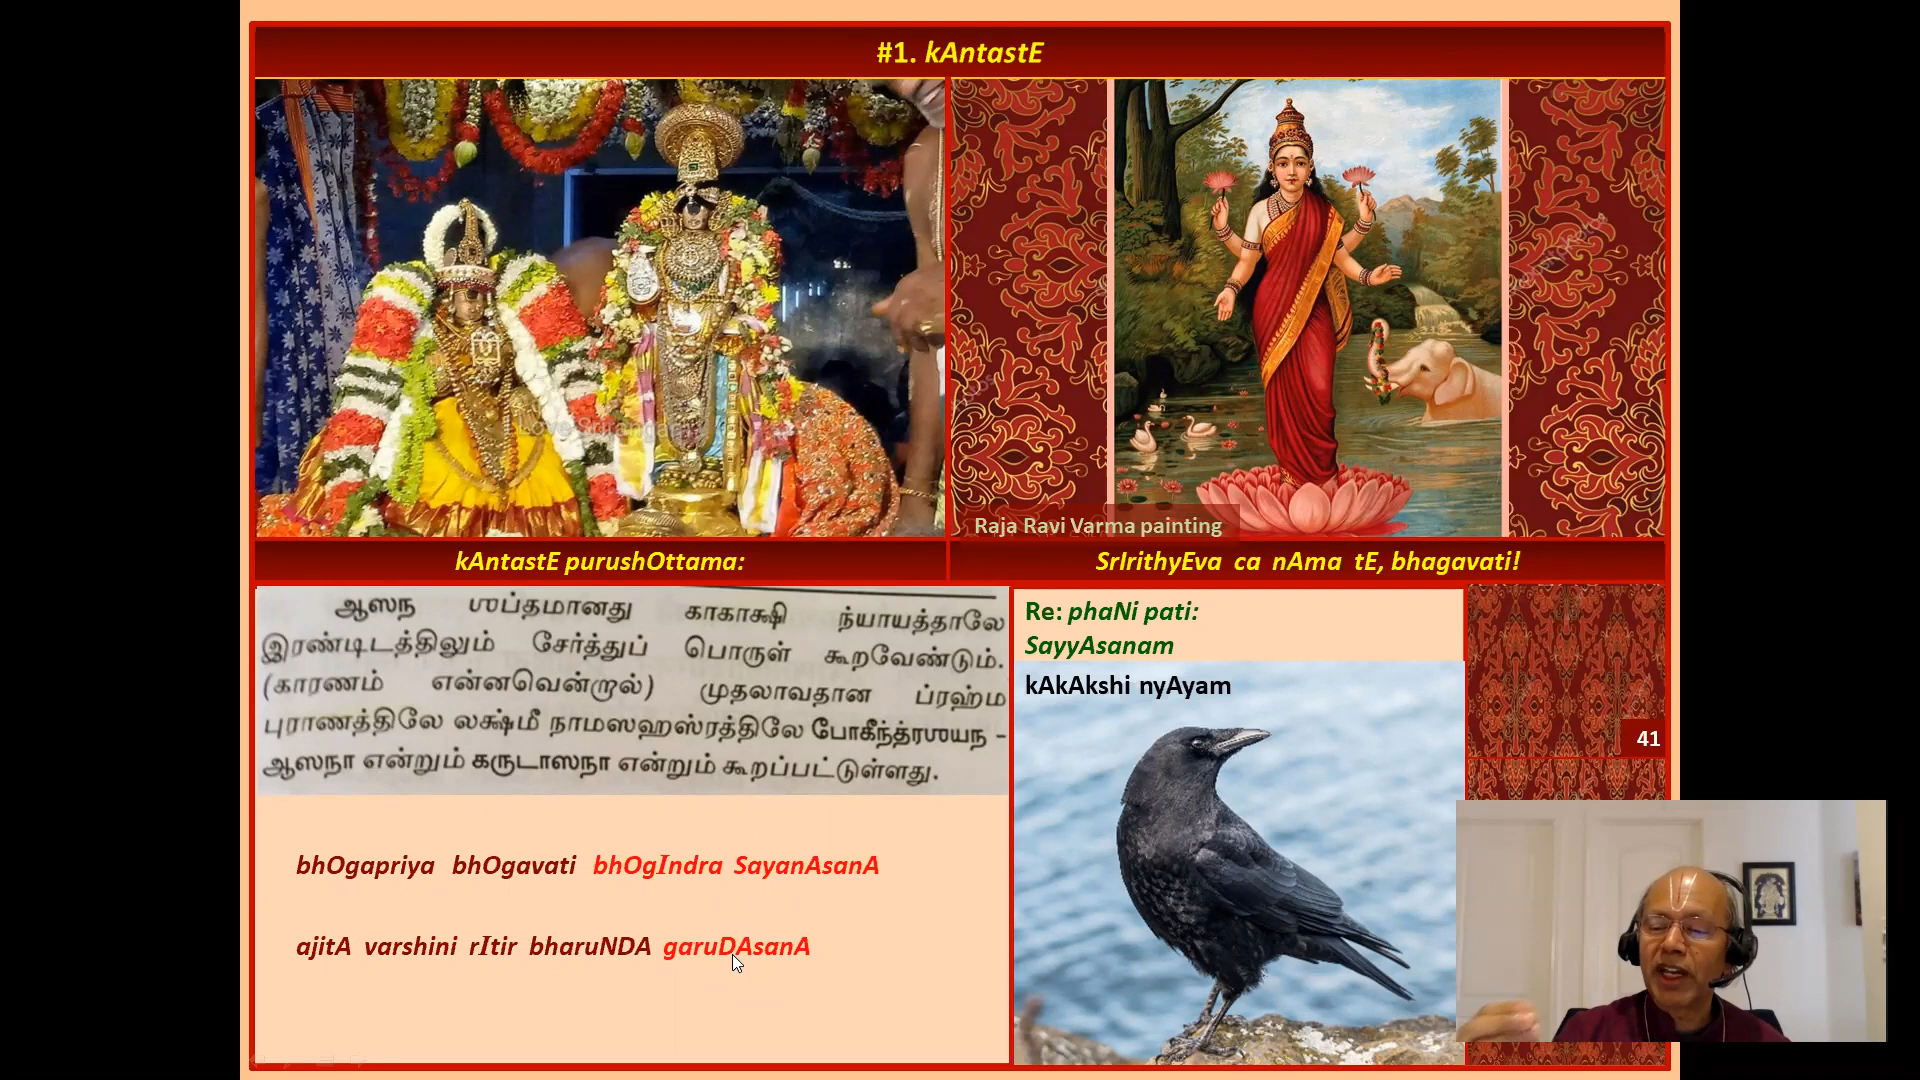 #1. kAntastE
Raja Ravi Varma painting
kAntastE purushOttama:
SrIrithyEva ca nAma tE, bhagavati!
ஆஸந ஶப்தமானது காகாக்ஷி ந்யாயத்தாலே
இரண்டிடத்திலும் சேர்த்துப் பொருள் கூறவேண்டும்.
(காரணம் என்னவென்றால்) முதலாவதான ப்ரஹ்ம
புராணத்திலே லக்ஷ்மீ நாமஸஹஸ்ரத்திலே போகீந்த்ரஶயந -
ஆஸநா என்றும் கருடாஸநா என்றும் கூறப்பட்டுள்ளது.
bhOgapriya bhOgavati bhOgIndra SayanAsanA
ajitA varshini rItir bharuNDA garuDAsanA
Re: phaNi pati:
SayyAsanam
kAkAkshi nyAyam
41